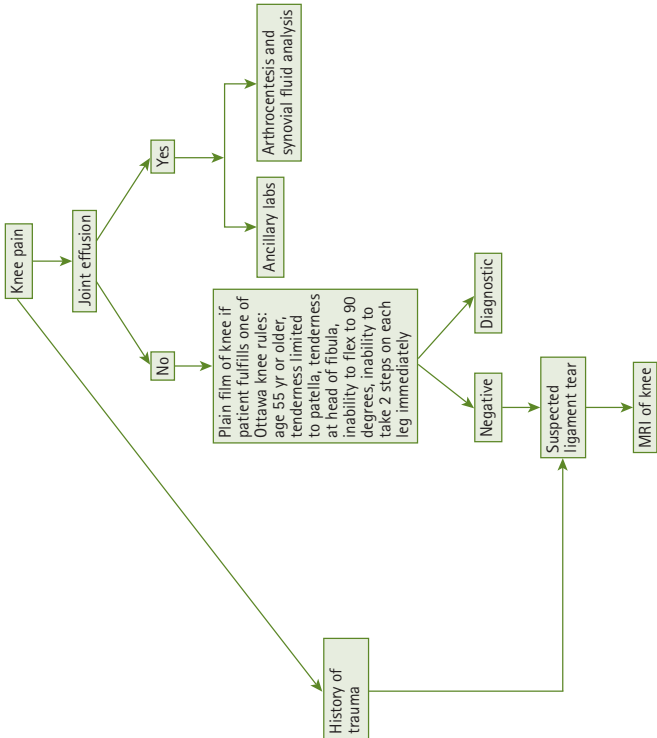 Knee pain
Joint effusion
No
Yes
Plain film of knee if
patient fulfills one of
Ottawa knee rules:
age 55 yr or older,
tenderness limited
to patella, tenderness
at head of fibula,
inability to flex to 90
degrees, inability to
take 2 steps on each
leg immediately
Ancillary labs
Arthrocentesis and
synovial fluid analysis
Negative
Diagnostic
History of
trauma
Suspected
ligament tear
MRI of knee